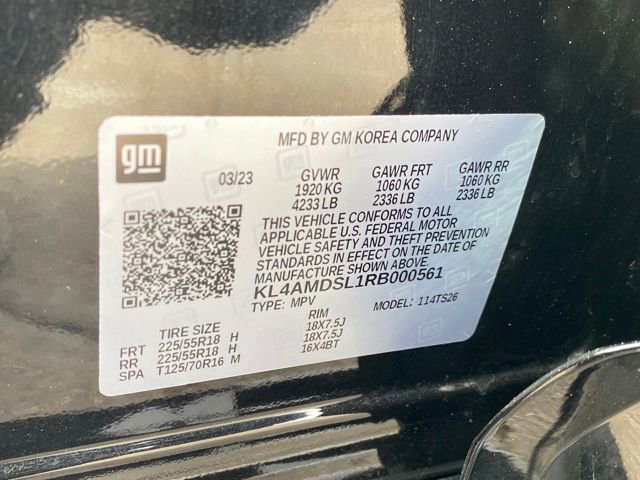 gm
MFD BY GM KOREA COMPANY
03/23 GVWR GAWR FRT GAWR RR
1920 KG 1060 KG 1060 KG
4233 LB 2336 LB 2336 LB
THIS VEHICLE CONFORMS TO ALL
APPLICABLE U.S. FEDERAL MOTOR
VEHICLE SAFETY AND THEFT PREVENTION
STANDARDS IN EFFECT ON THE DATE OF
MANUFACTURE SHOWN ABOVE.
KL4AMDSL1RB000561
TYPE: MPV MODEL: 114TS26
TIRE SIZE RIM
FRT 225/55R18 H 18X7.5J
RR 225/55R18 H 18X7.5J
SPA T125/70R16 M 16X4BT